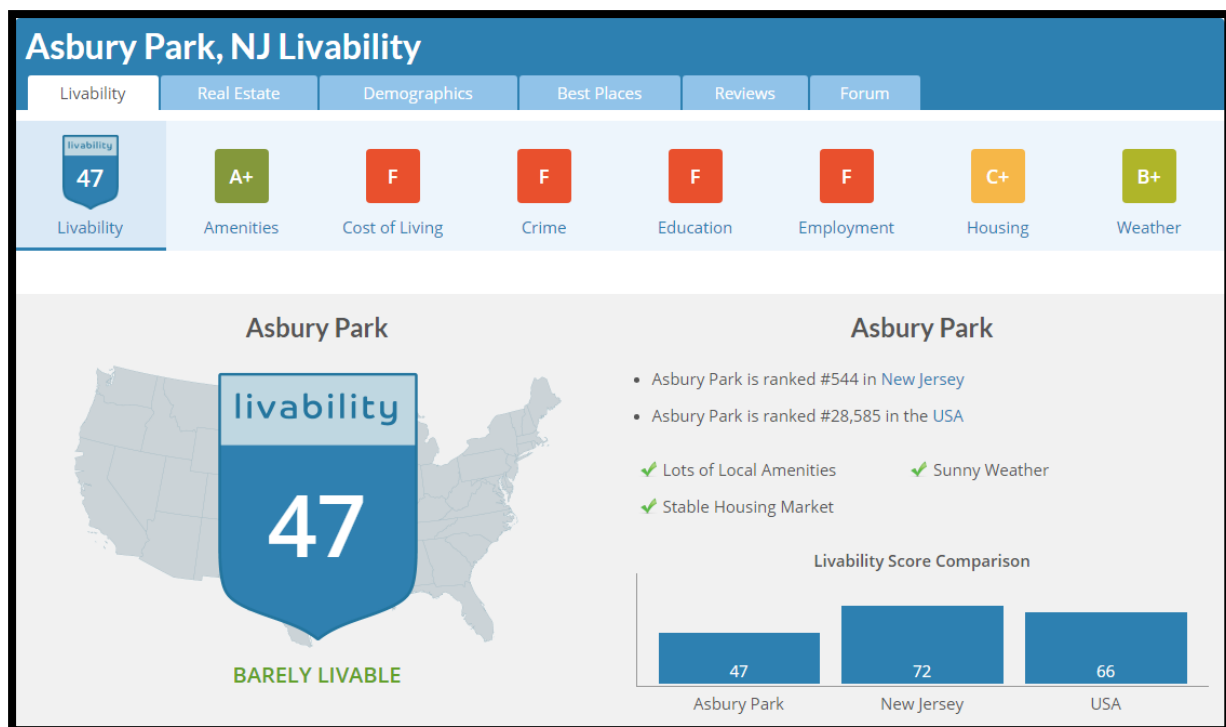 Asbury Park, NJ Livability
Livability Real Estate Demographics Best Places Reviews Forum
livability
47 A+ F F F F C+ B+
Livability Amenities Cost of Living Crime Education Employment Housing Weather
Asbury Park
livability
47
BARELY LIVABLE
Asbury Park
• Asbury Park is ranked #544 in New Jersey
• Asbury Park is ranked #28,585 in the USA
Lots of Local Amenities Sunny Weather
Stable Housing Market
Livability Score Comparison
47 72 66
Asbury Park New Jersey USA